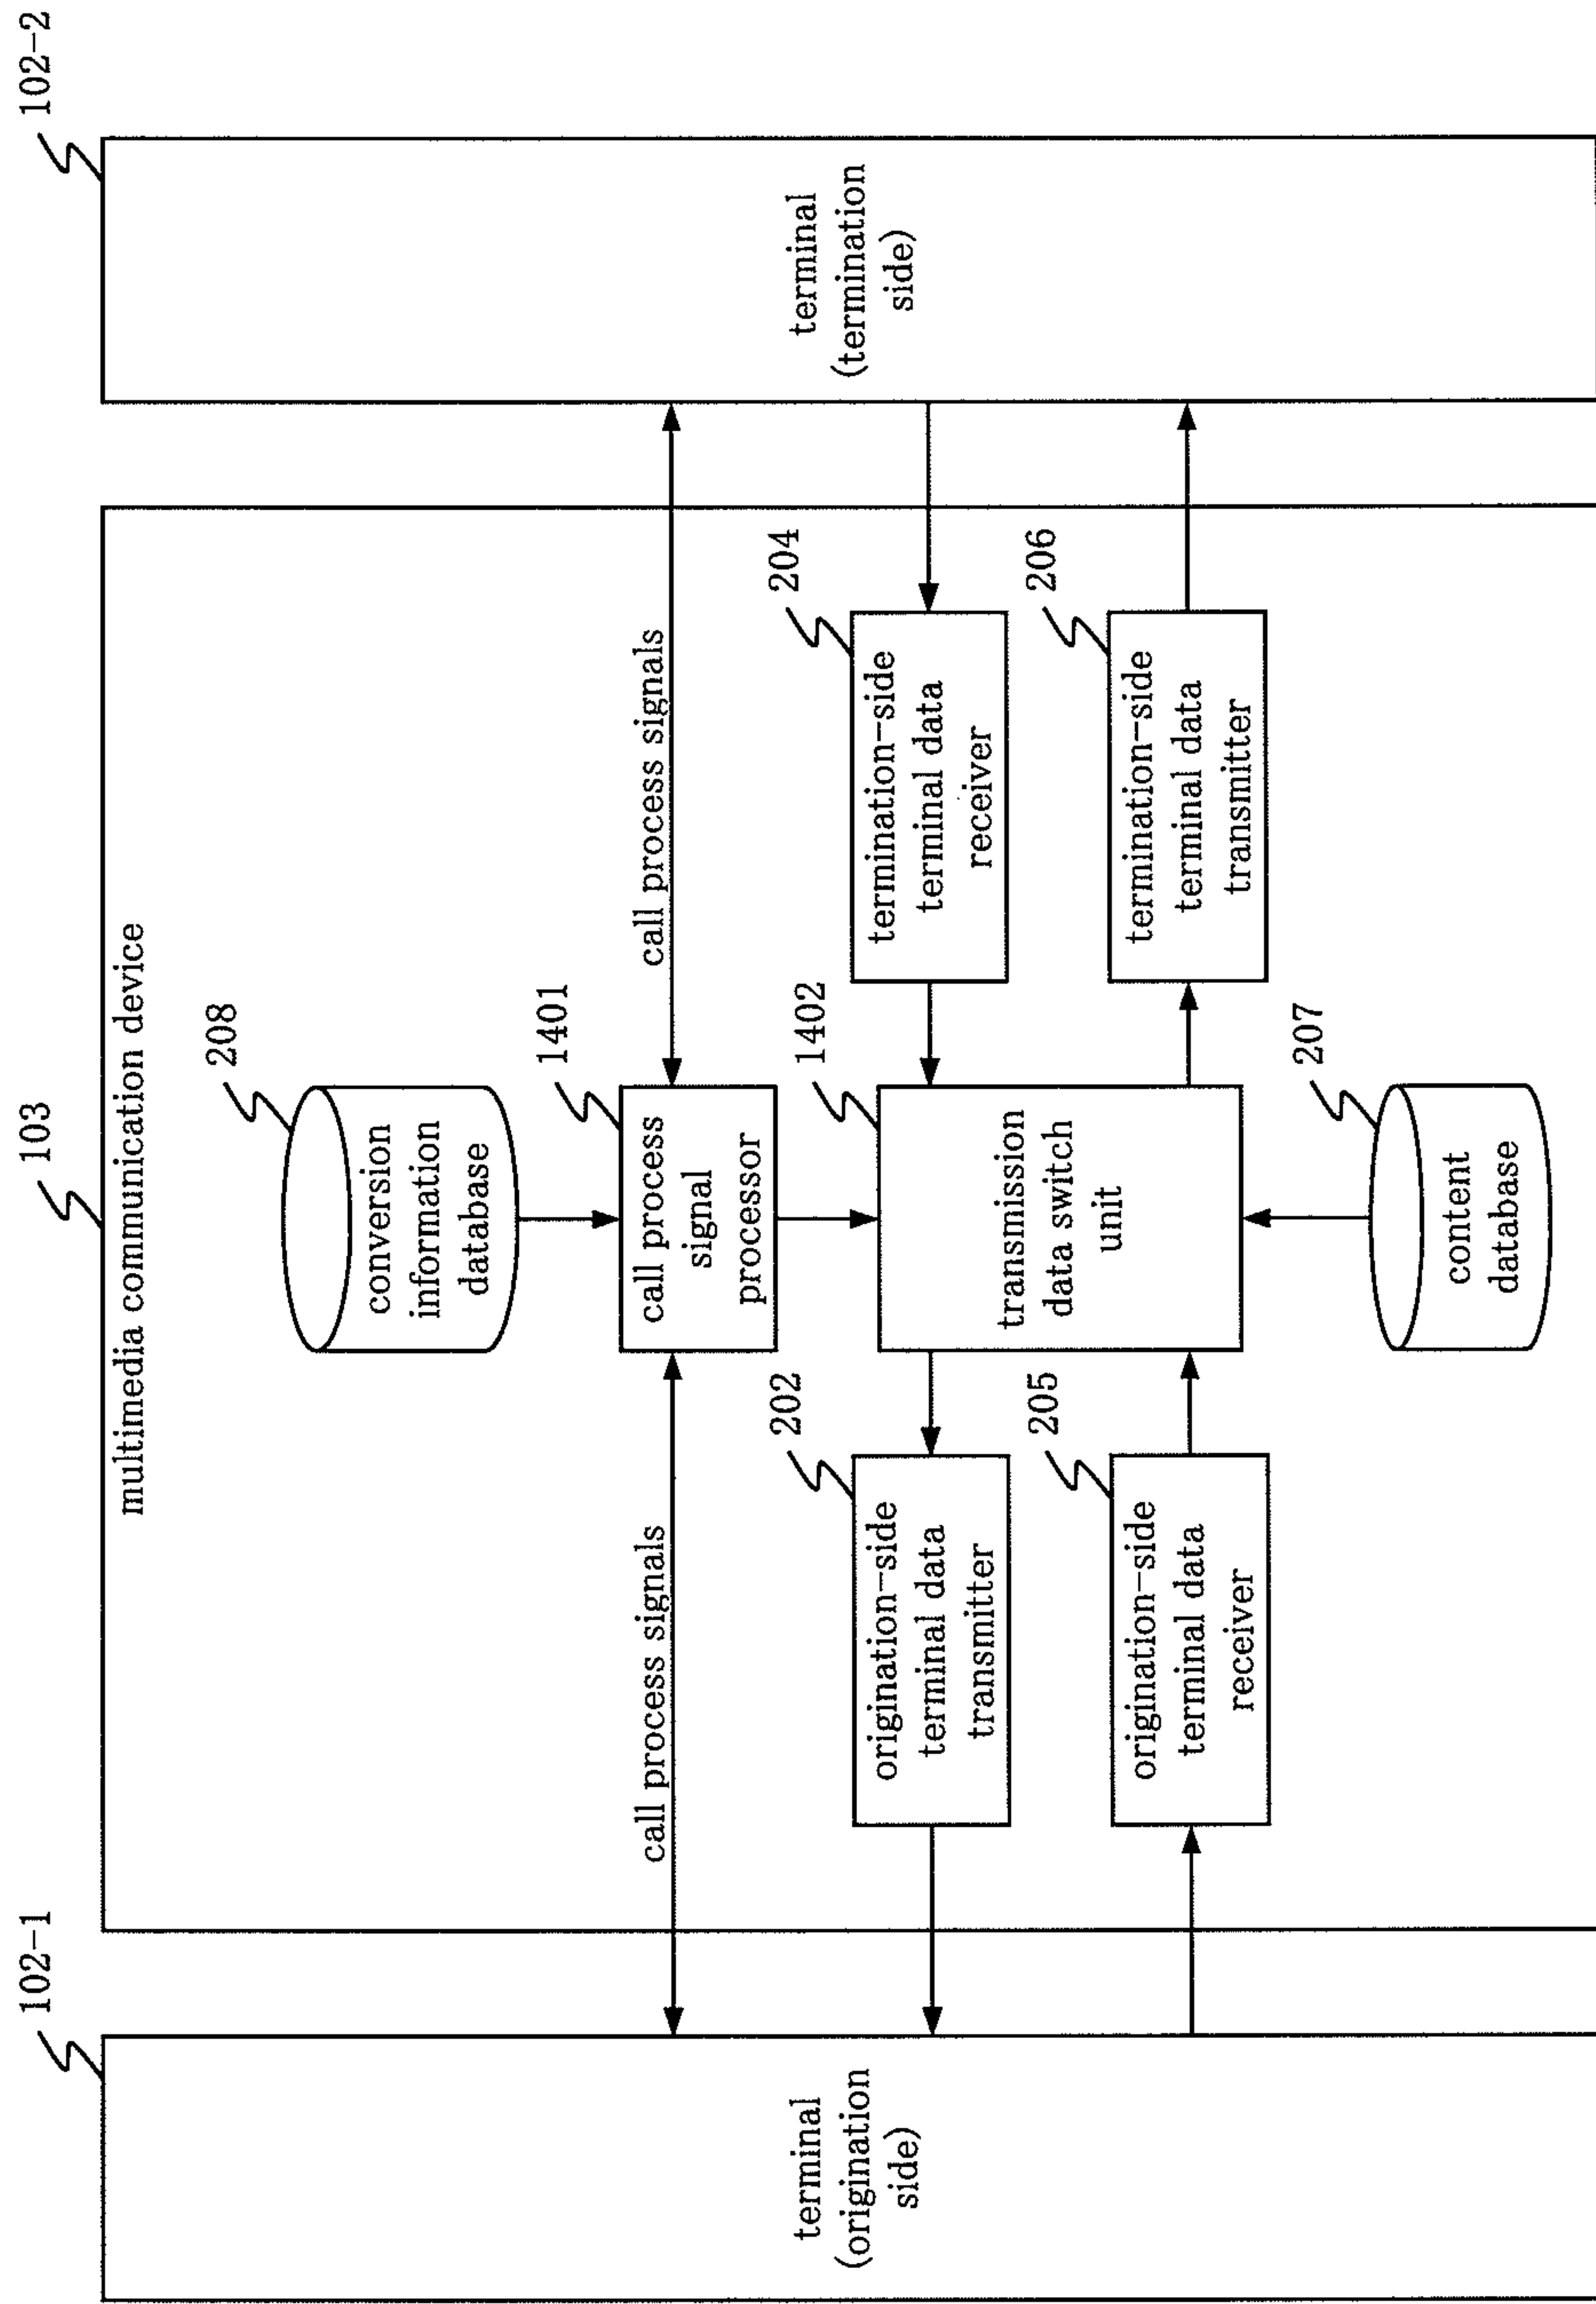 102-1
103
102-2
multimedia communication device
208
conversion
information
database
1401
call process signals
call process
signal
processor
call process signals
terminal
(origination
side)
202
origination-side
terminal data
transmitter
1402
transmission
data switch
unit
204
termination-side
terminal data
receiver
terminal
(termination
side)
205
origination-side
terminal data
receiver
206
termination-side
terminal data
transmitter
207
content
database